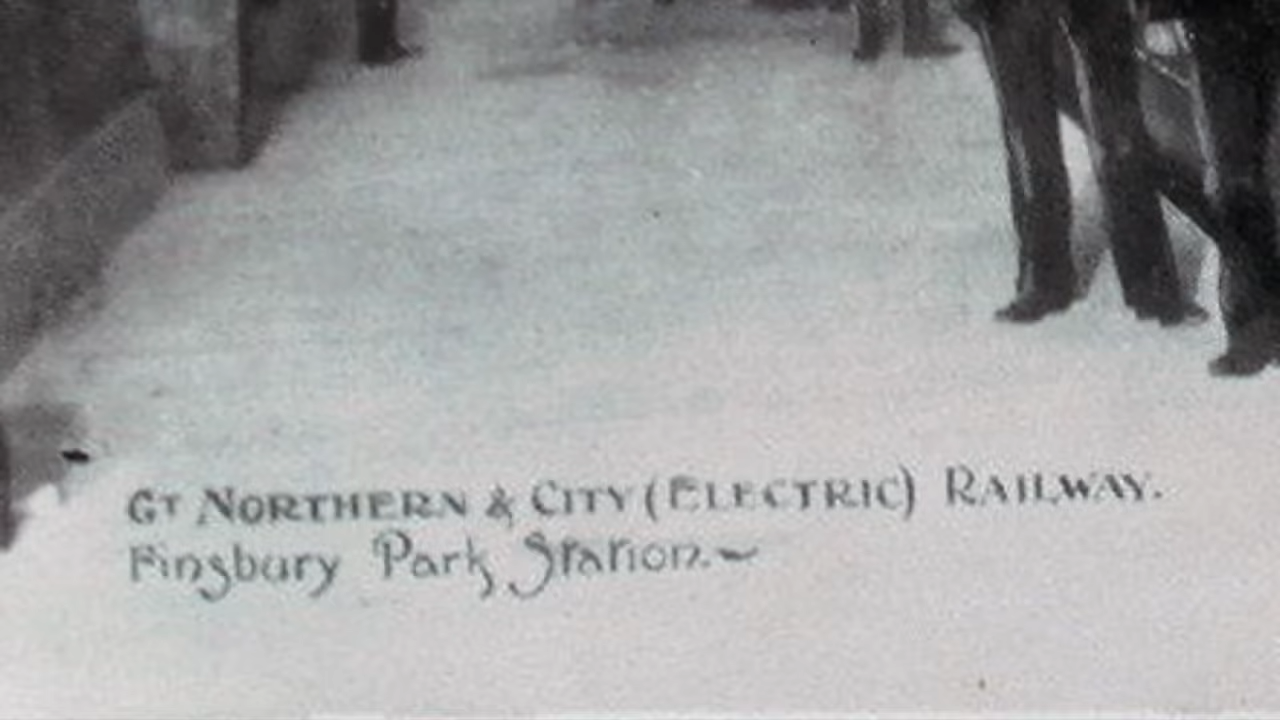 GT NORTHERN & CITY (ELECTRIC) RAILWAY.
Finsbury Park Station.~